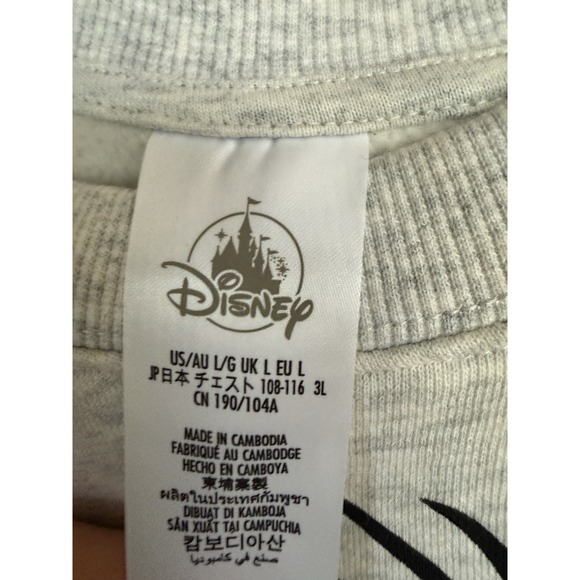 Disney
US/AU L/G UK L EU L
JP日本 チェスト 108-116 3L
CN 190/104A
MADE IN CAMBODIA
FABRIQUÉ AU CAMBODGE
HECHO EN CAMBOYA
柬埔寨製
ผลิตในประเทศกัมพูชา
DIBUAT DI KAMBOJA
SẢN XUẤT TẠI CAMPUCHIA
캄보디아산
صنع في كامبوديا